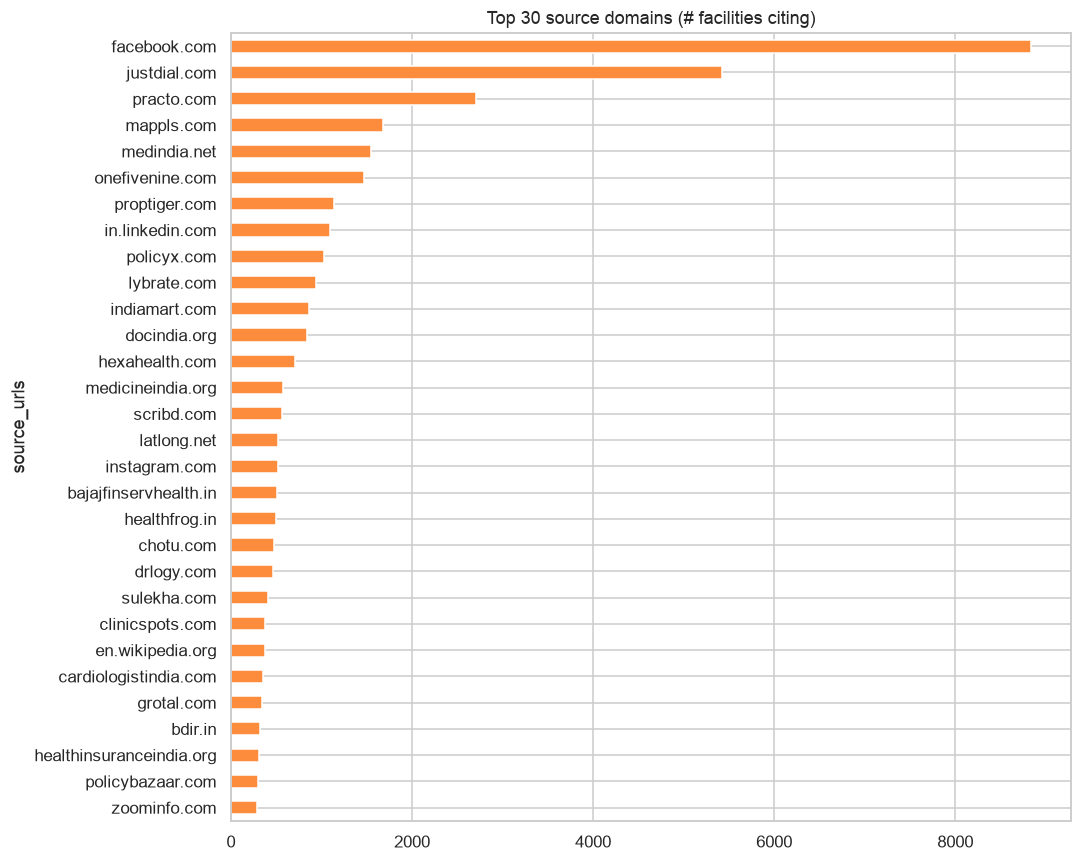 Top 30 source domains (# facilities citing)
facebook.com
justdial.com
practo.com
mappls.com
medindia.net
onefivenine.com
proptiger.com
in.linkedin.com
policyx.com
lybrate.com
indiamart.com
docindia.org
hexahealth.com
medicineindia.org
scribd.com
latlong.net
instagram.com
bajajfinservhealth.in
healthfrog.in
chotu.com
drlogy.com
sulekha.com
clinicspots.com
en.wikipedia.org
cardiologistindia.com
grotal.com
bdir.in
healthinsuranceindia.org
policybazaar.com
zoominfo.com
source_urls
0 2000 4000 6000 8000